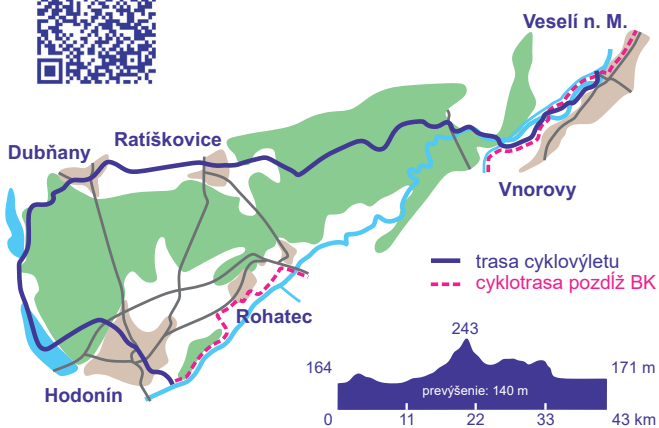 Veselí n. M.
Ratíškovice
Dubňany
Vnorovy
trasa cyklovýletu
cyklotrasa pozdĺž BK
Rohatec
243
164
171 m
Hodonín
prevýšenie: 140 m
0
11
22
33
43 km